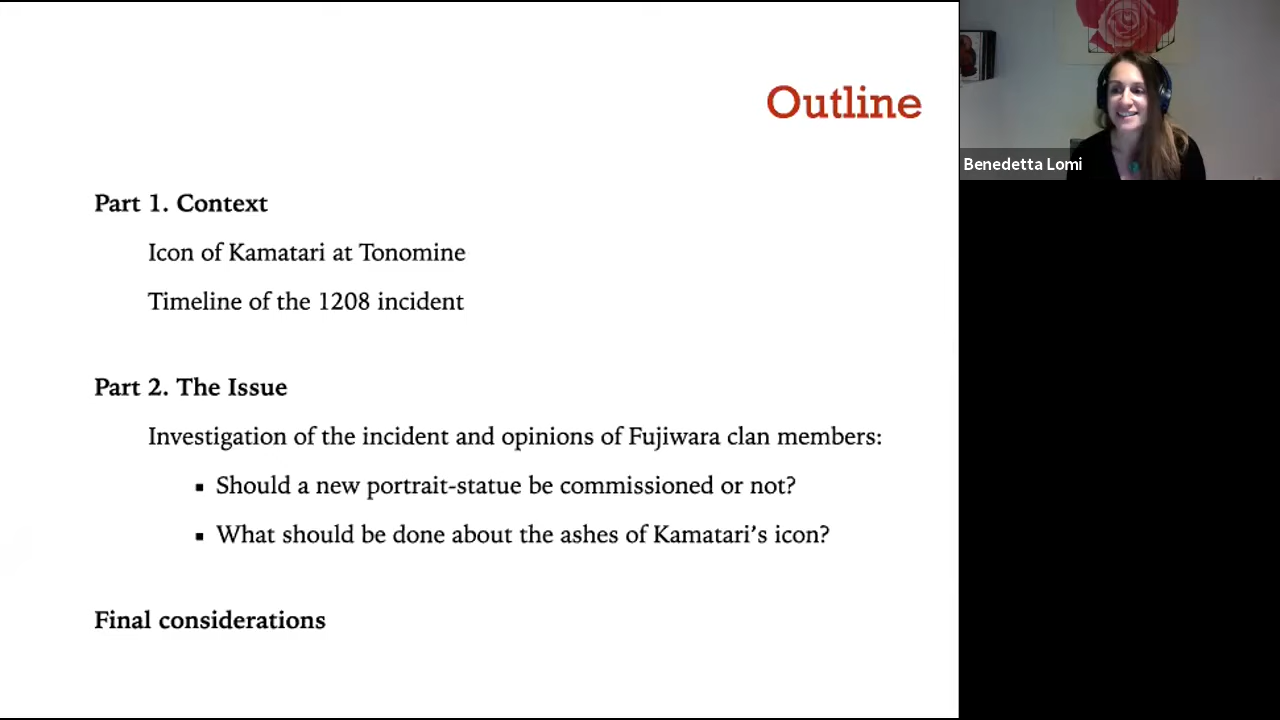 Outline
Part 1. Context
Icon of Kamatari at Tonomine
Timeline of the 1208 incident
Part 2. The Issue
Investigation of the incident and opinions of Fujiwara clan members:
▪ Should a new portrait-statue be commissioned or not?
▪ What should be done about the ashes of Kamatari’s icon?
Final considerations
Benedetta Lomi